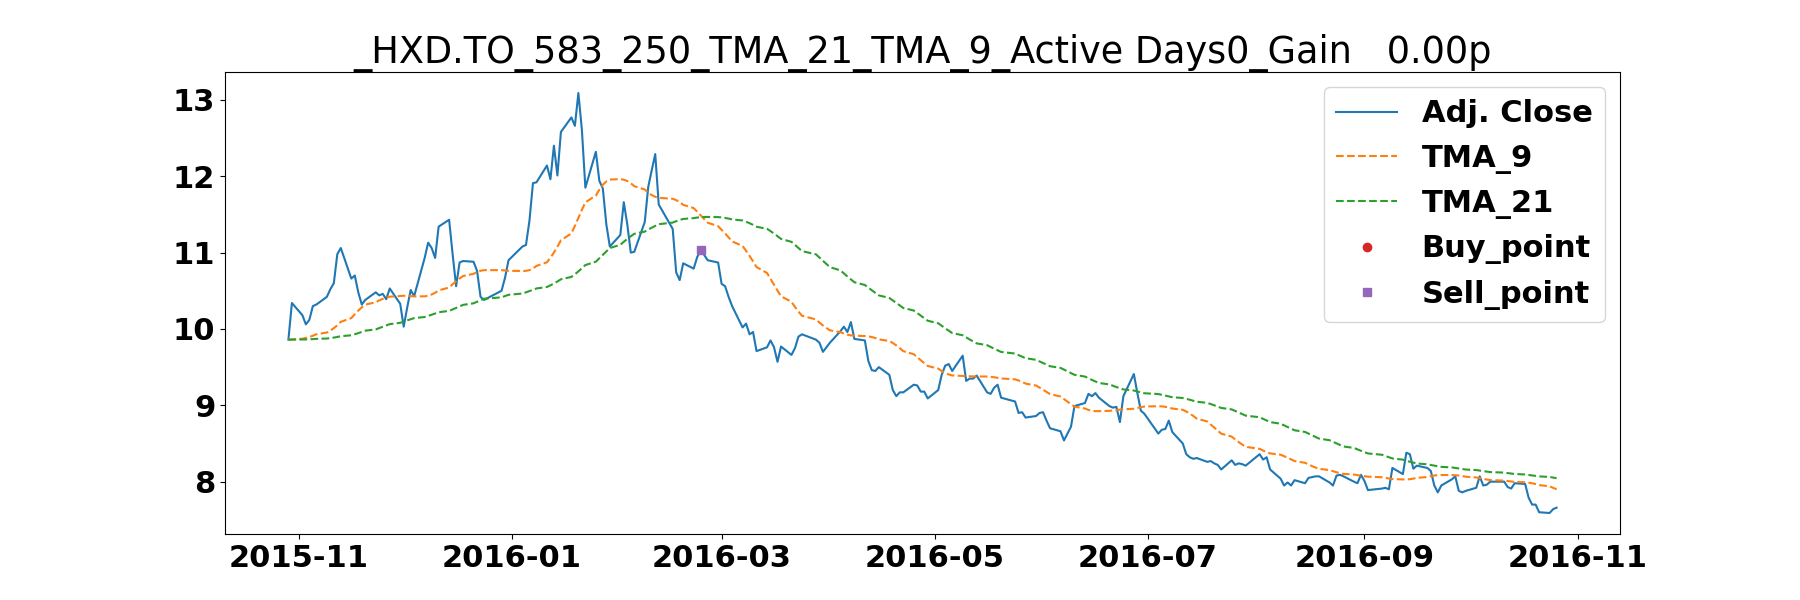 _HXD.TO_583_250_TMA_21_TMA_9_Active Days0_Gain   0.00p
13
12
11
10
9
8
Adj. Close
TMA_9
TMA_21
Buy_point
Sell_point
2015-11 2016-01 2016-03 2016-05 2016-07 2016-09 2016-11